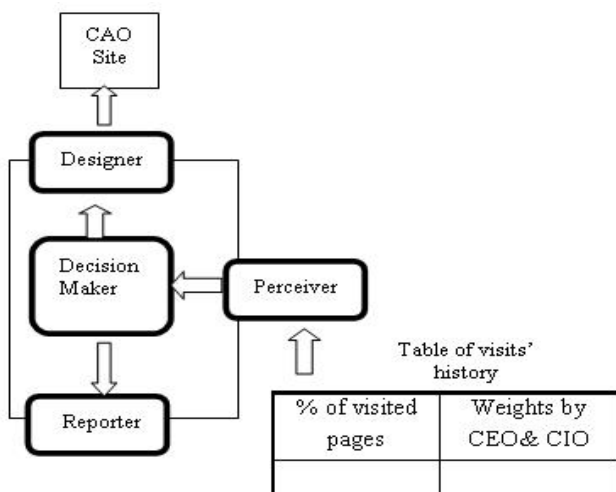 CAO
Site
Designer
Decision
Maker
Perceiver
Reporter
Table of visits'
history
% of visited
pages
Weights by
CEO& CIO